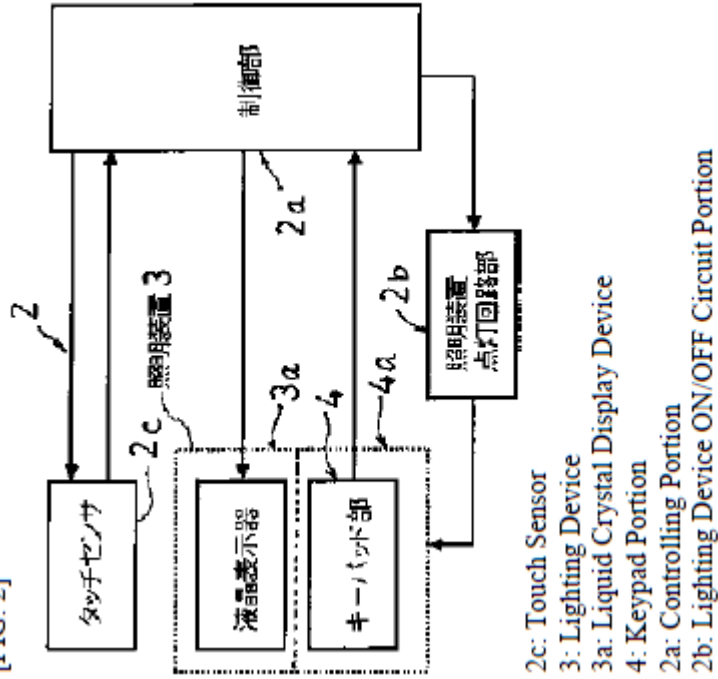 [FIG. 2]
2
タッチセンサ
2c
照明装置 3
液晶表示器
3a
キーパッド部
4
4a
制御部
2a
照明装置
点灯回路部
2b
2c: Touch Sensor
3: Lighting Device
3a: Liquid Crystal Display Device
4: Keypad Portion
2a: Controlling Portion
2b: Lighting Device ON/OFF Circuit Portion